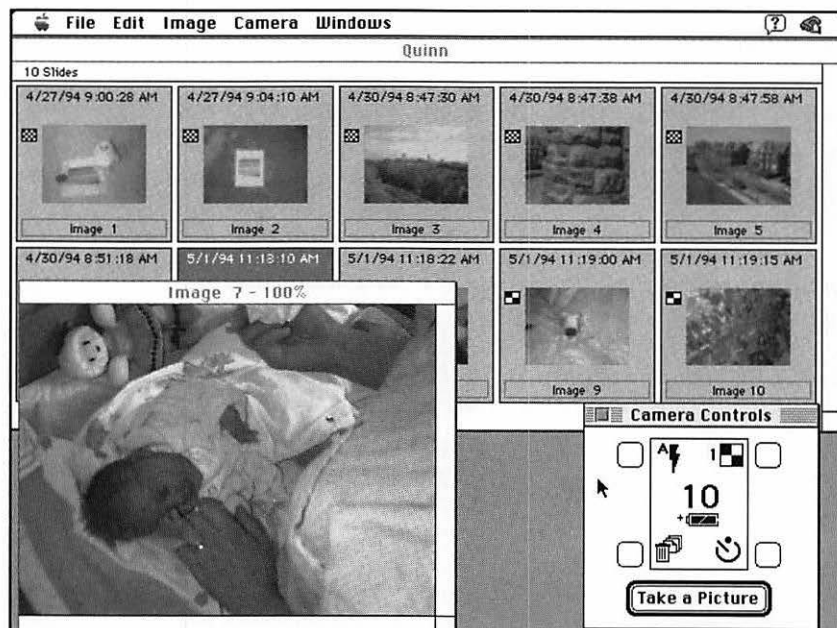 File Edit Image Camera Windows
Quinn
10 Slides
4/27/94 9:00:28 AM 4/27/94 9:04:10 AM 4/30/94 8:47:30 AM 4/30/94 8:47:38 AM 4/30/94 8:47:58 AM
Image 1 Image 2 Image 3 Image 4 Image 5
4/30/94 8:51:18 AM 5/1/94 11:18:10 AM 5/1/94 11:18:22 AM 5/1/94 11:19:00 AM 5/1/94 11:19:15 AM
Image 7 - 100%
Image 9 Image 10
Camera Controls
A 1
10
+
Take a Picture